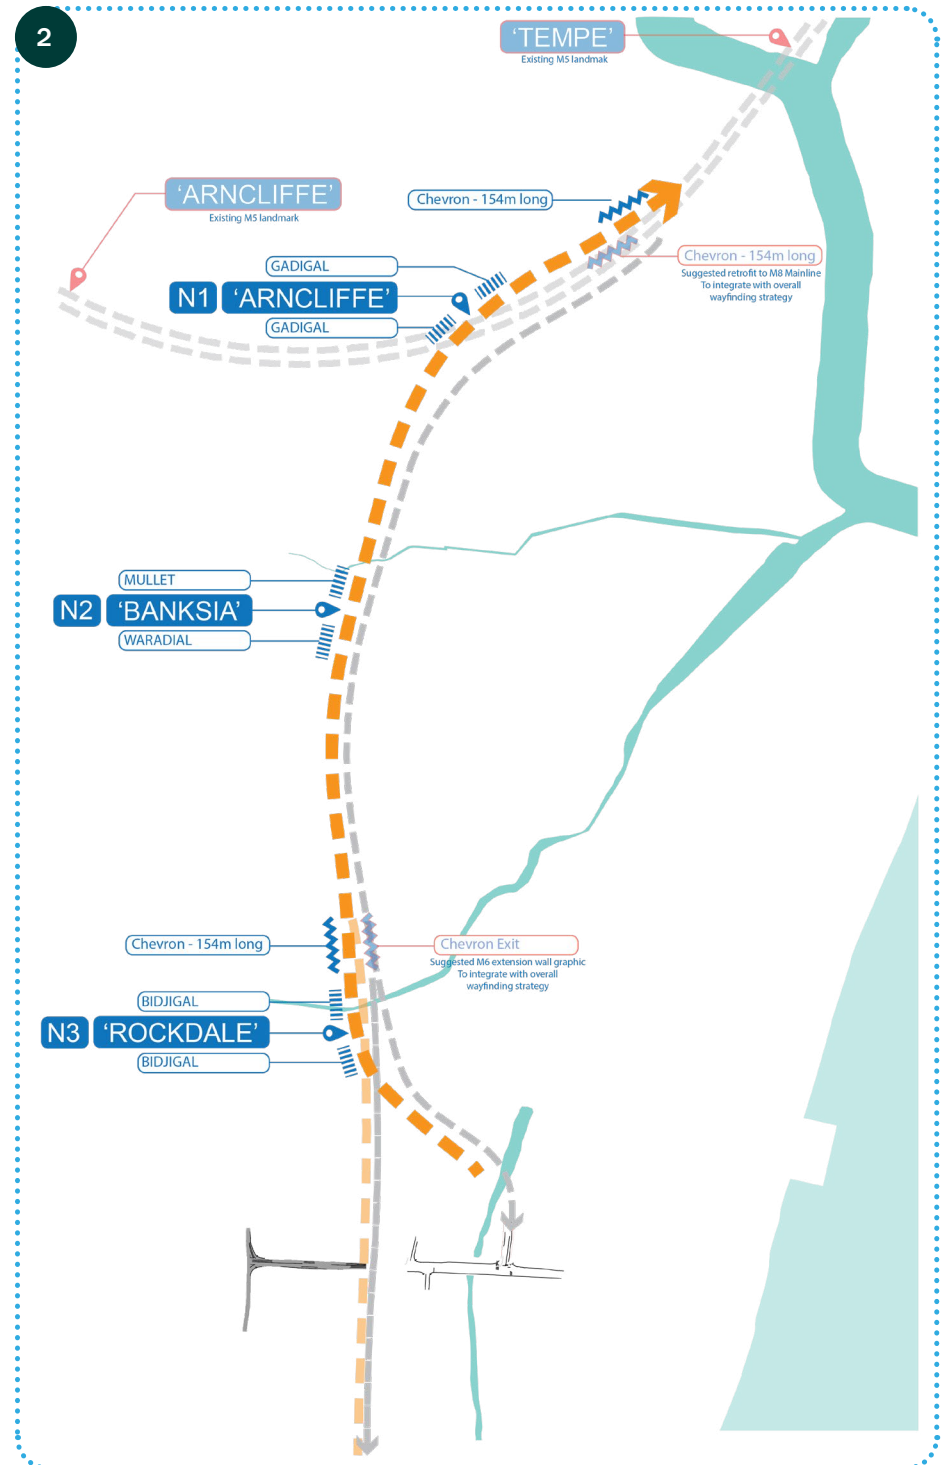 2
‘TEMPE’
Existing M5 landmak
‘ARNCLIFFE’
Existing M5 landmark
Chevron - 154m long
Chevron - 154m long
Suggested retrofit to M8 Mainline
To integrate with overall
wayfinding strategy
GADIGAL
N1 ‘ARNCLIFFE’
GADIGAL
MULLET
N2 ‘BANKSIA’
WARADIAL
Chevron - 154m long
Chevron Exit
Suggested M6 extension wall graphic
To integrate with overall
wayfinding strategy
BIDJIGAL
N3 ‘ROCKDALE’
BIDJIGAL